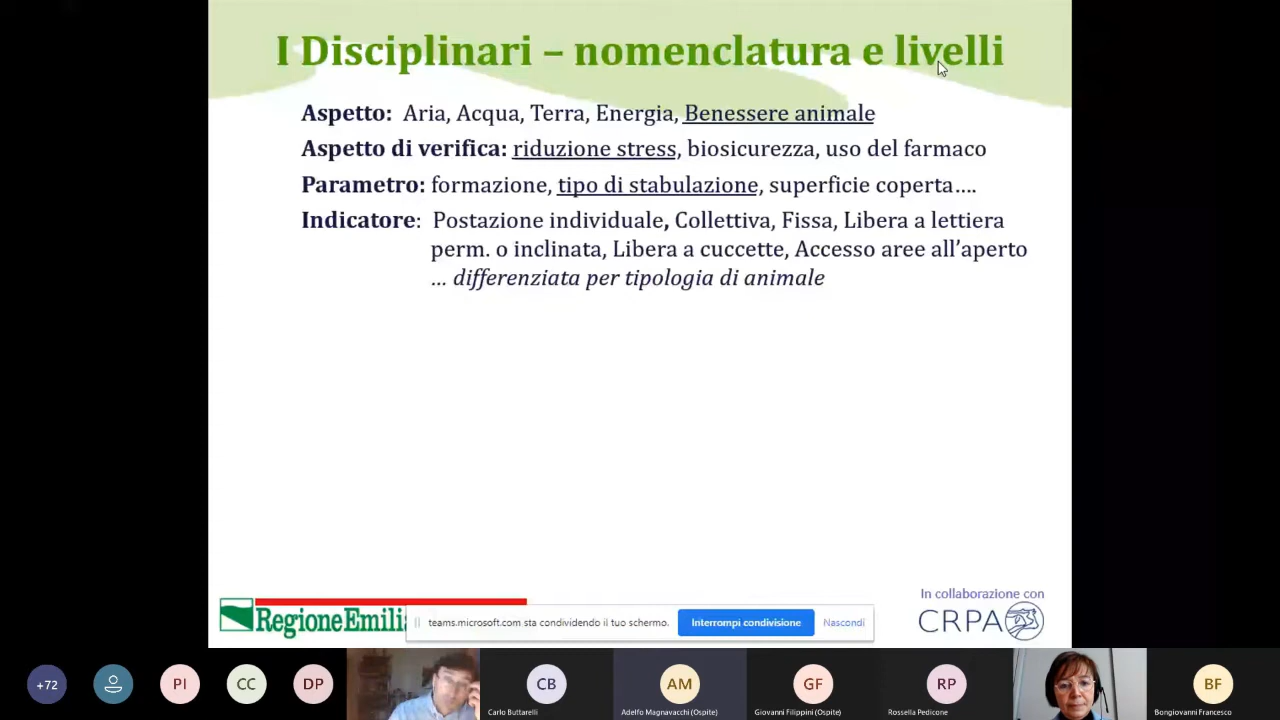 I Disciplinari – nomenclatura e livelli
Aspetto: Aria, Acqua, Terra, Energia, Benessere animale
Aspetto di verifica: riduzione stress, biosicurezza, uso del farmaco
Parametro: formazione, tipo di stabulazione, superficie coperta….
Indicatore: Postazione individuale, Collettiva, Fissa, Libera a lettiera
perm. o inclinata, Libera a cuccette, Accesso aree all’aperto
… differenziata per tipologia di animale
In collaborazione con
CRPA
RegioneEmili
teams.microsoft.com sta condividendo il tuo schermo.
Interrompi condivisione
Nascondi
+72
PI
CC
DP
CB
Carlo Buttarelli
AM
Adelfo Magnavacchi (Ospite)
GF
Giovanni Filippini (Ospite)
RP
Rossella Pedicone
BF
Bongiovanni Francesco